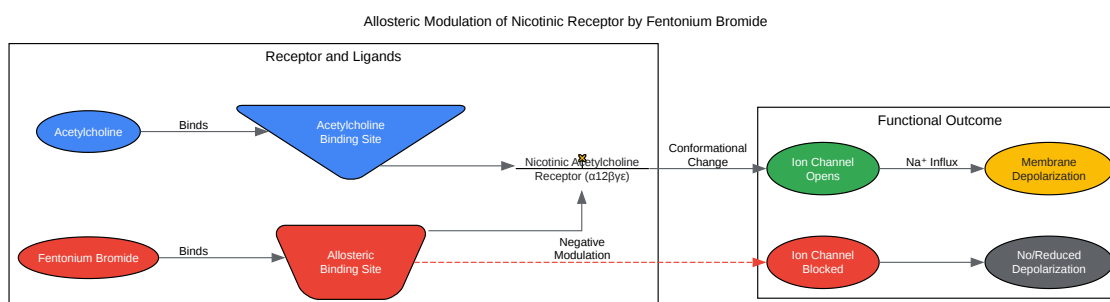 Allosteric Modulation of Nicotinic Receptor by Fentonium Bromide
Receptor and Ligands
Functional Outcome
Acetylcholine
Binds
Acetylcholine
Binding Site
Nicotinic Acetylcholine
Receptor (α12βγε)
Conformational
Change
Ion Channel
Opens
Na⁺ Influx
Membrane
Depolarization
Fentonium Bromide
Binds
Allosteric
Binding Site
Negative
Modulation
Ion Channel
Blocked
No/Reduced
Depolarization